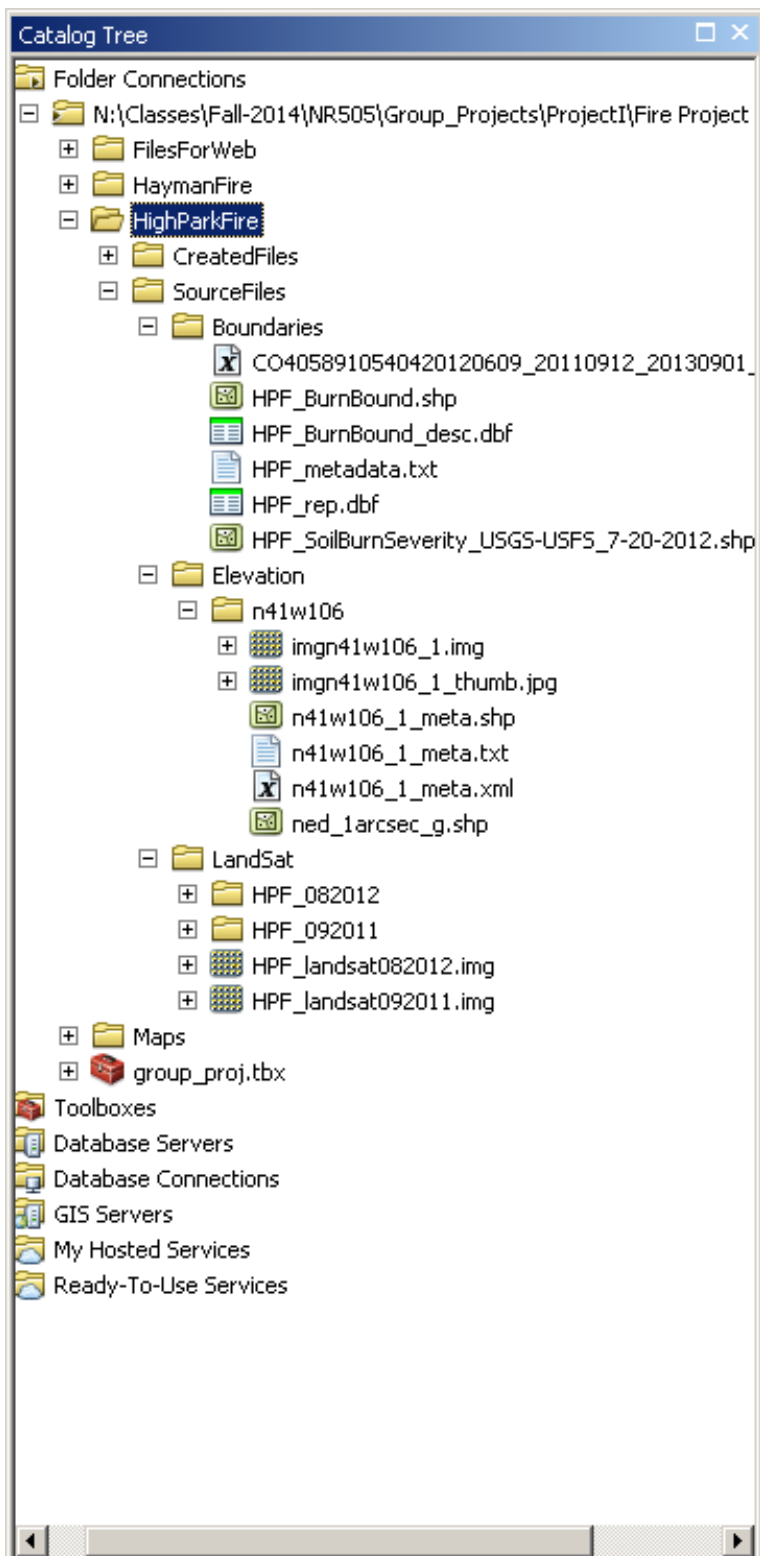 Catalog Tree
Folder Connections
N:\Classes\Fall-2014\NR505\Group_Projects\ProjectI\Fire Project
FilesForWeb
HaymanFire
HighParkFire
CreatedFiles
SourceFiles
Boundaries
CO4058910540420120609_20110912_20130901_
HPF_BurnBound.shp
HPF_BurnBound_desc.dbf
HPF_metadata.txt
HPF_rep.dbf
HPF_SoilBurnSeverity_USGS-USFS_7-20-2012.shp
Elevation
n41w106
imgn41w106_1.img
imgn41w106_1_thumb.jpg
n41w106_1_meta.shp
n41w106_1_meta.txt
n41w106_1_meta.xml
ned_1arcsec_g.shp
LandSat
HPF_082012
HPF_092011
HPF_landsat082012.img
HPF_landsat092011.img
Maps
group_proj.tbx
Toolboxes
Database Servers
Database Connections
GIS Servers
My Hosted Services
Ready-To-Use Services